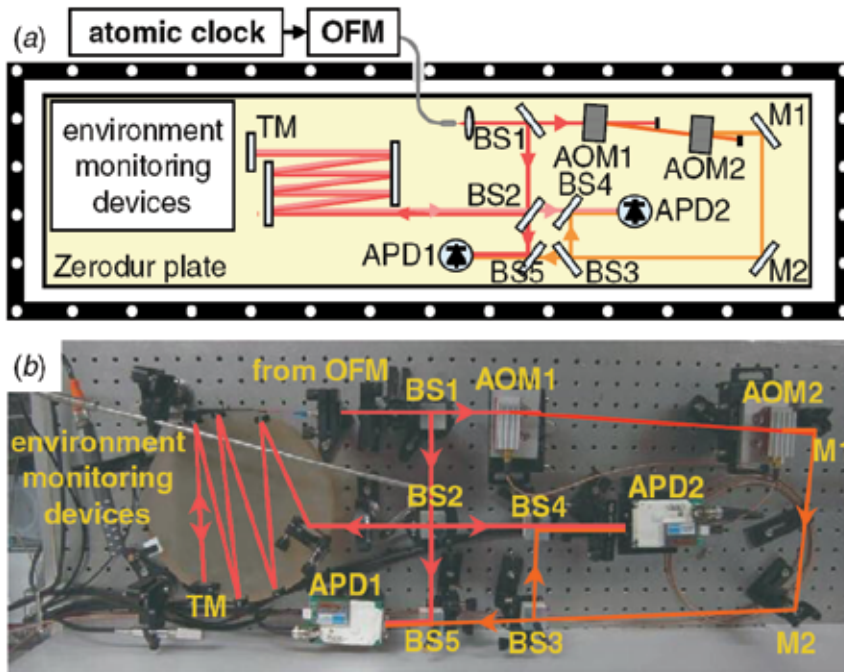 (a)
atomic clock
OFM
environment
monitoring
devices
TM
BS1
AOM1
AOM2
M1
BS2
BS4
APD2
APD1
BS5
BS3
M2
Zerodur plate
(b)
from OFM
BS1
AOM1
AOM2
M1
environment
monitoring
devices
BS2
BS4
APD2
APD1
TM
BS5
BS3
M2